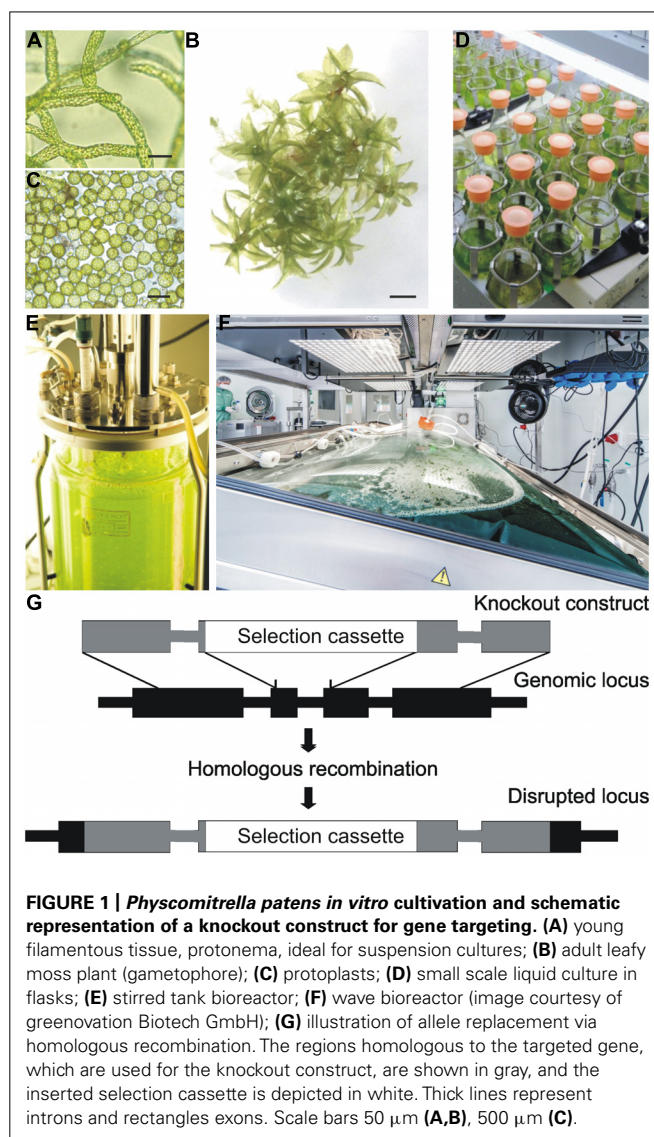 A
B
D
C
E
F
G
Knockout construct
Selection cassette
Genomic locus
Homologous recombination
Disrupted locus
Selection cassette
FIGURE 1 | Physcomitrella patens in vitro cultivation and schematic
representation of a knockout construct for gene targeting. (A) young
filamentous tissue, protonema, ideal for suspension cultures; (B) adult leafy
moss plant (gametophore); (C) protoplasts; (D) small scale liquid culture in
flasks; (E) stirred tank bioreactor; (F) wave bioreactor (image courtesy of
greenovation Biotech GmbH); (G) illustration of allele replacement via
homologous recombination. The regions homologous to the targeted gene,
which are used for the knockout construct, are shown in gray, and the
inserted selection cassette is depicted in white. Thick lines represent
introns and rectangles exons. Scale bars 50 μm (A,B), 500 μm (C).